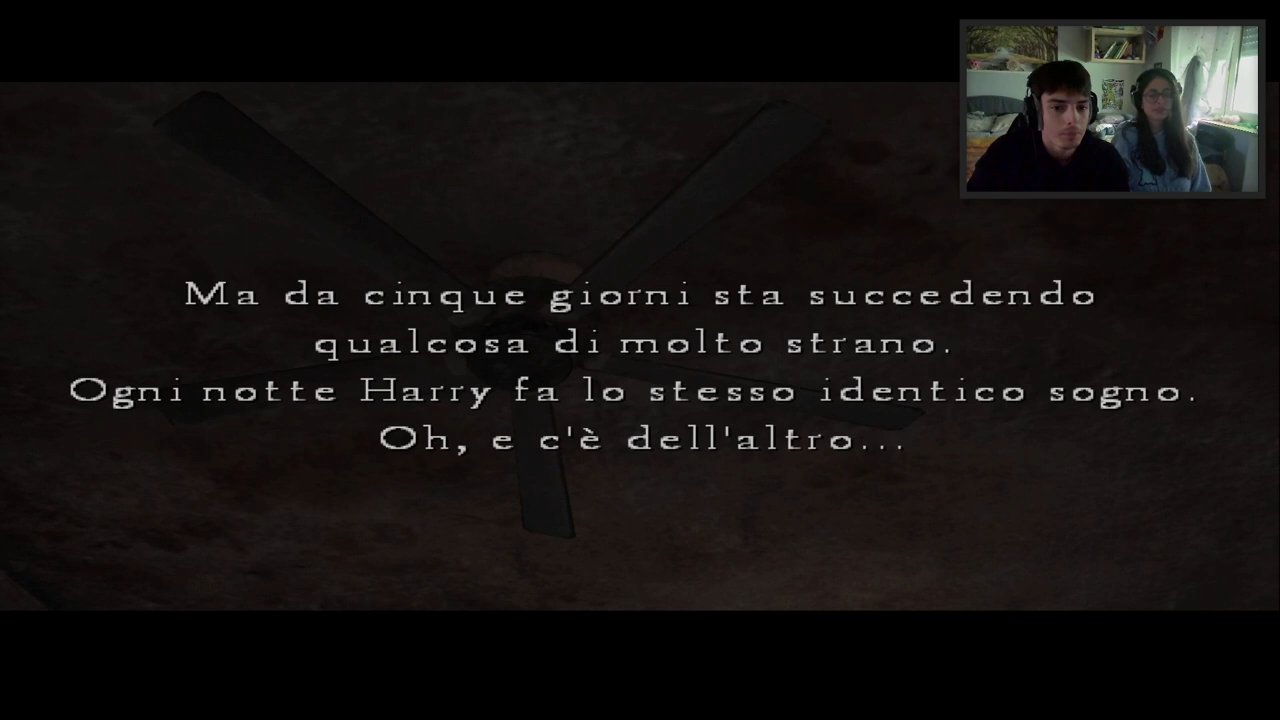 Ma da cinque giorni sta succedendo
qualcosa di molto strano.
Ogni notte Harry fa lo stesso identico sogno.
Oh, e c'è dell'altro...